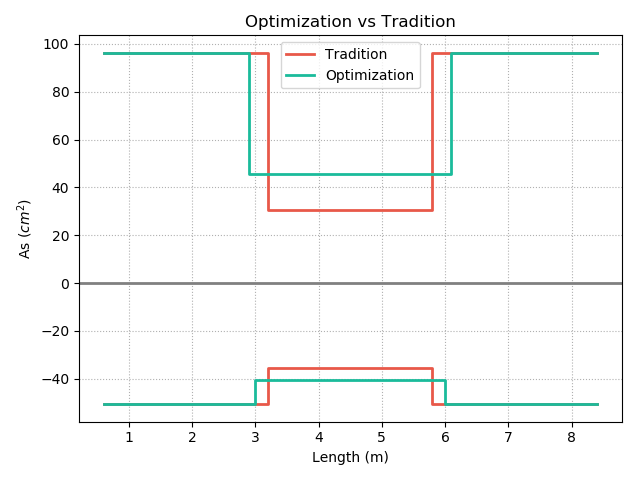 Optimization vs Tradition
Tradition
Optimization
As (cm²)
100
80
60
40
20
0
−20
−40
1 2 3 4 5 6 7 8
Length (m)